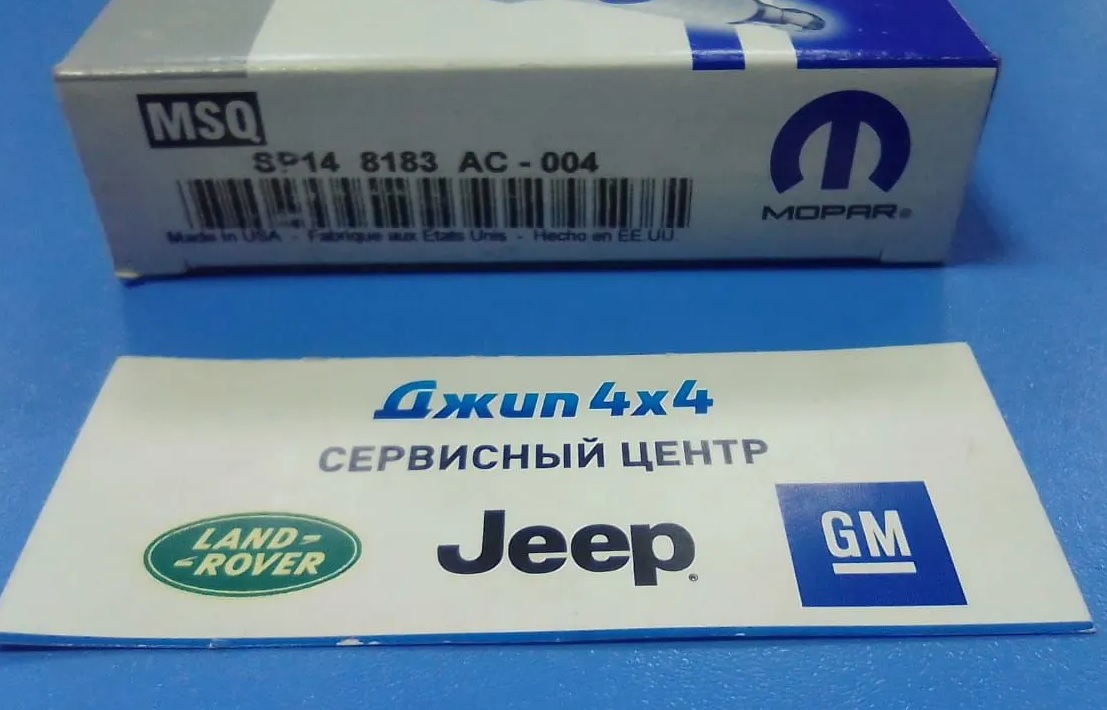 MSQ
SP14 8183 AC - 004
Made in USA - Fabrique aux Etats Unis - Hecho en EE.UU.
MOPAR®
Джип 4x4
СЕРВИСНЫЙ ЦЕНТР
LAND-
-ROVER
Jeep®
GM